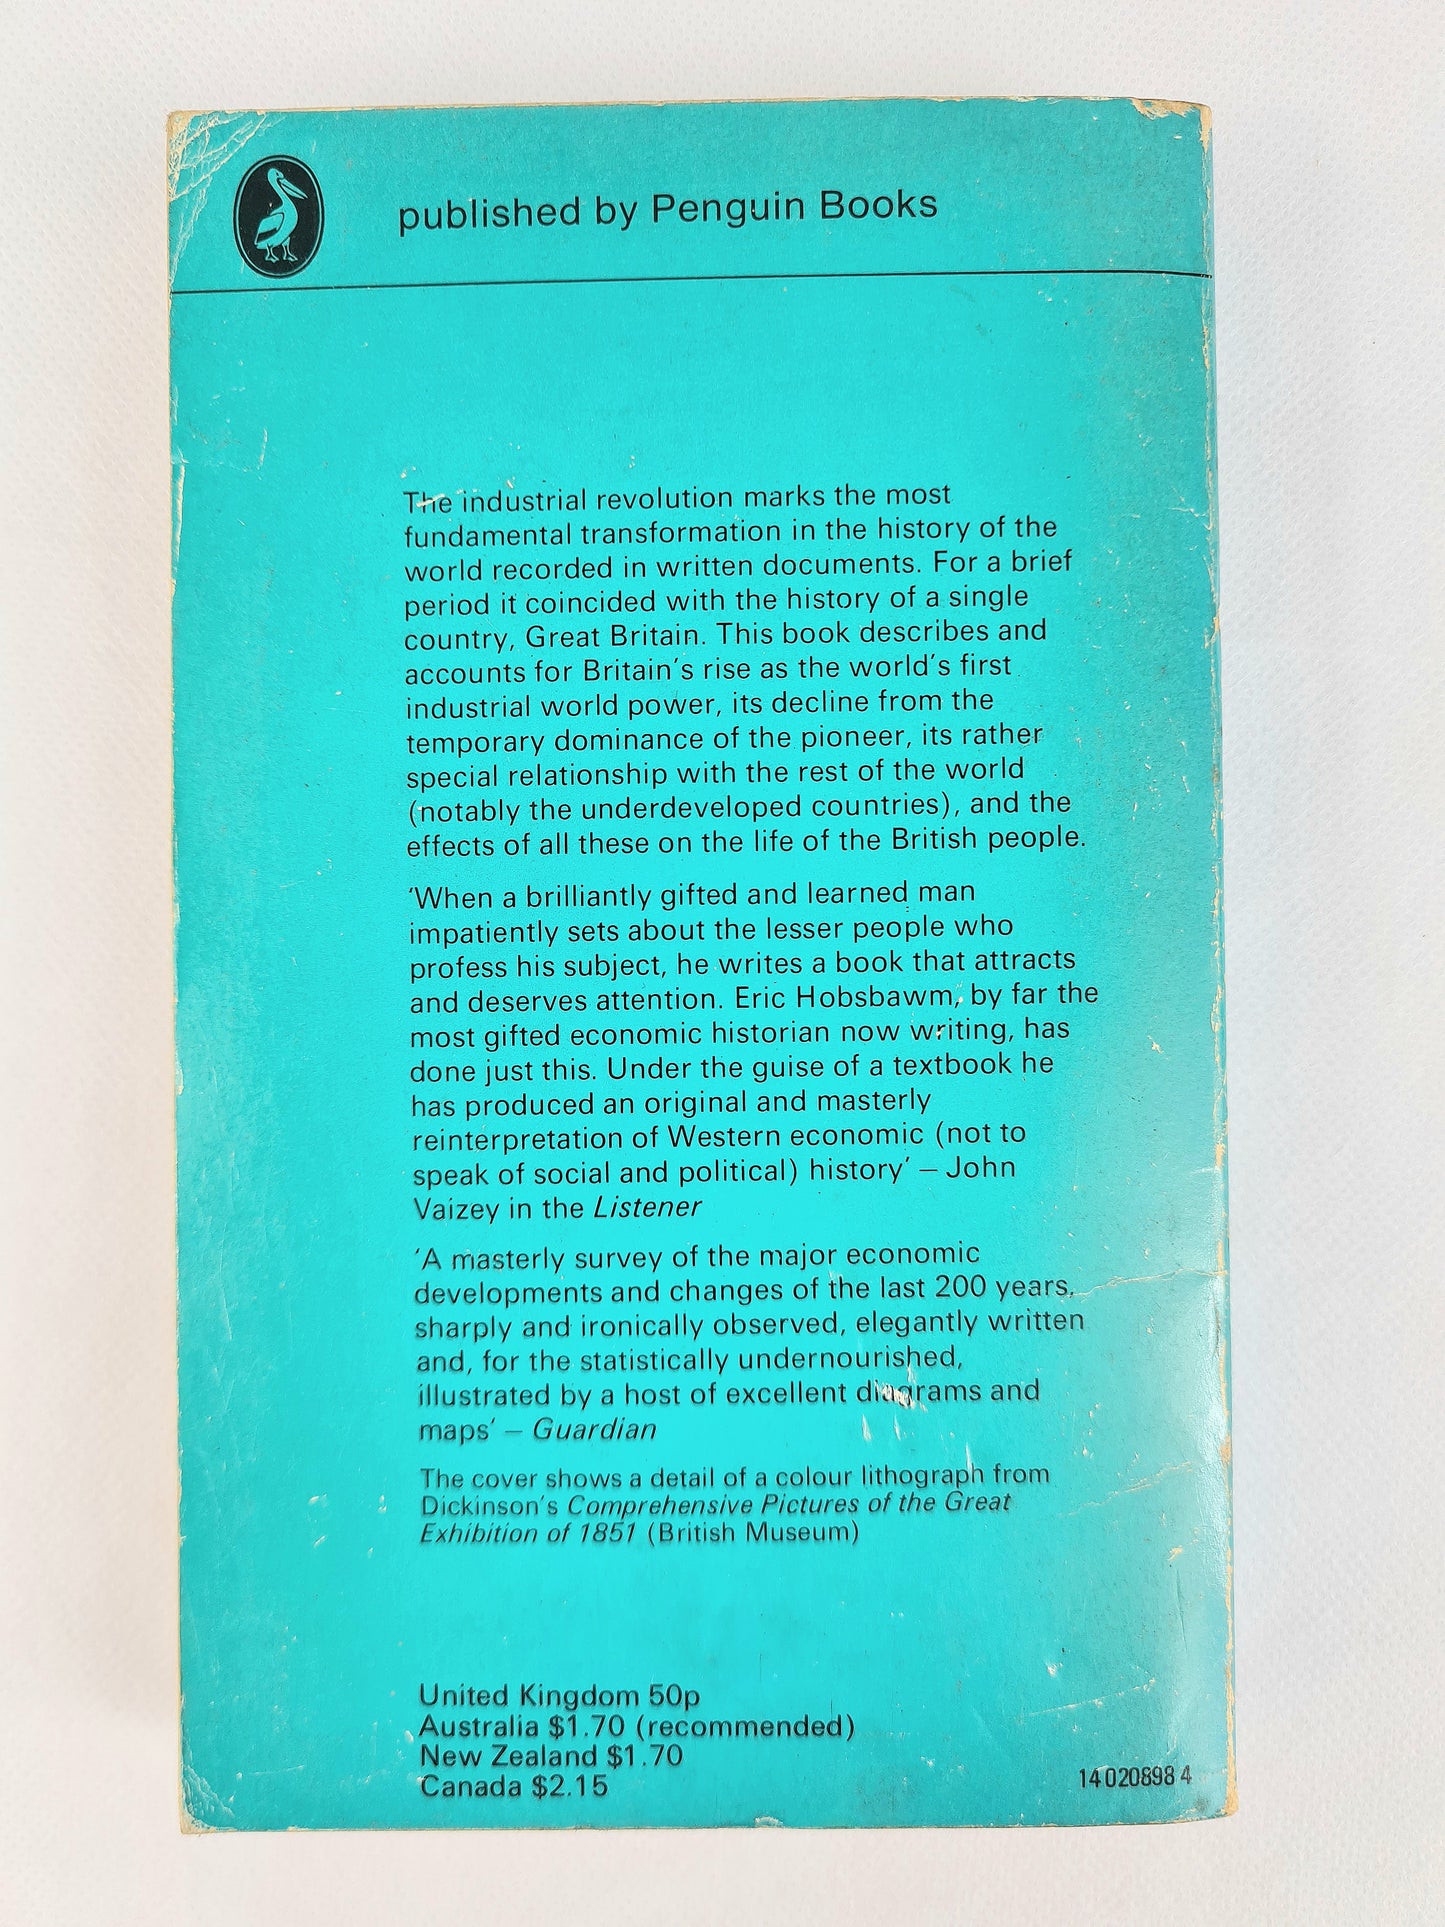 published by Penguin Books
The industrial revolution marks the most
fundamental transformation in the history of the
world recorded in written documents. For a brief
period it coincided with the history of a single
country, Great Britain. This book describes and
accounts for Britain's rise as the world's first
industrial world power, its decline from the
temporary dominance of the pioneer, its rather
special relationship with the rest of the world
(notably the underdeveloped countries), and the
effects of all these on the life of the British people.
‘When a brilliantly gifted and learned man
impatiently sets about the lesser people who
profess his subject, he writes a book that attracts
and deserves attention. Eric Hobsbawm, by far the
most gifted economic historian now writing, has
done just this. Under the guise of a textbook he
has produced an original and masterly
reinterpretation of Western economic (not to
speak of social and political) history’ – John
Vaizey in the Listener
‘A masterly survey of the major economic
developments and changes of the last 200 years,
sharply and ironically observed, elegantly written
and, for the statistically undernourished,
illustrated by a host of excellent diagrams and
maps’ – Guardian
The cover shows a detail of a colour lithograph from
Dickinson's Comprehensive Pictures of the Great
Exhibition of 1851 (British Museum)
United Kingdom 50p
Australia $1.70 (recommended)
New Zealand $1.70
Canada $2.15
14 020898 4